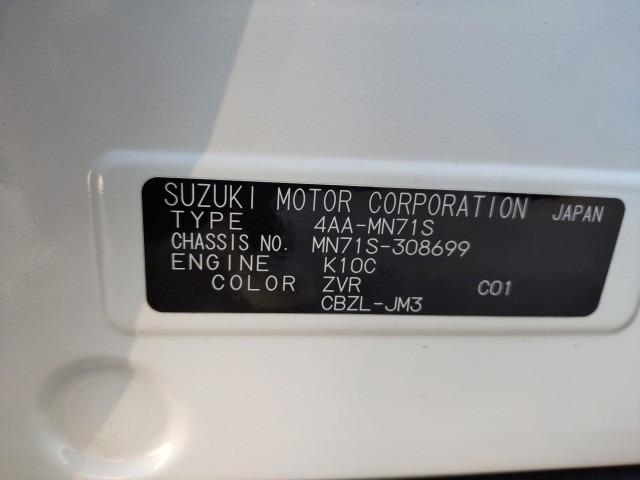 SUZUKI MOTOR CORPORATION JAPAN
TYPE 4AA-MN71S
CHASSIS NO. MN71S-308699
ENGINE K10C
COLOR ZVR C01
CBZL-JM3